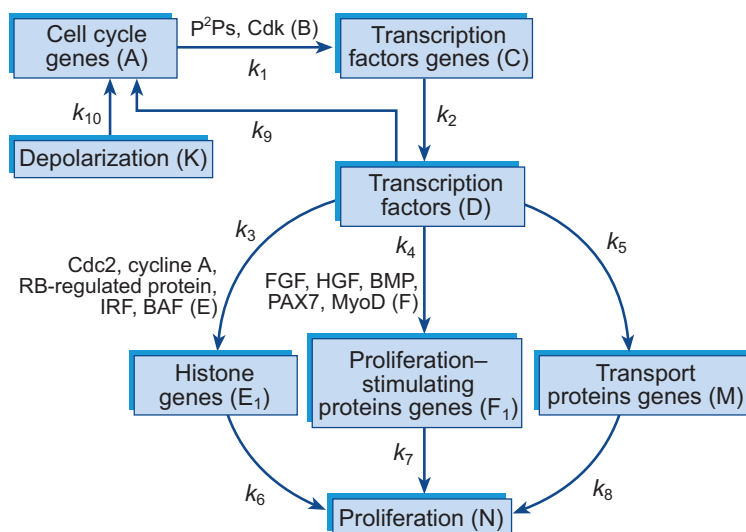 Cell cycle
genes (A)
P²Ps, Cdk (B)
k₁
Transcription
factors genes (C)
k₁₀
k₉
k₂
Depolarization (K)
Transcription
factors (D)
k₃
k₄
k₅
Cdc2, cycline A,
RB-regulated protein,
IRF, BAF (E)
FGF, HGF, BMP,
PAX7, MyoD (F)
Histone
genes (E₁)
Proliferation–
stimulating
proteins genes (F₁)
Transport
proteins genes (M)
k₆
k₇
k₈
Proliferation (N)